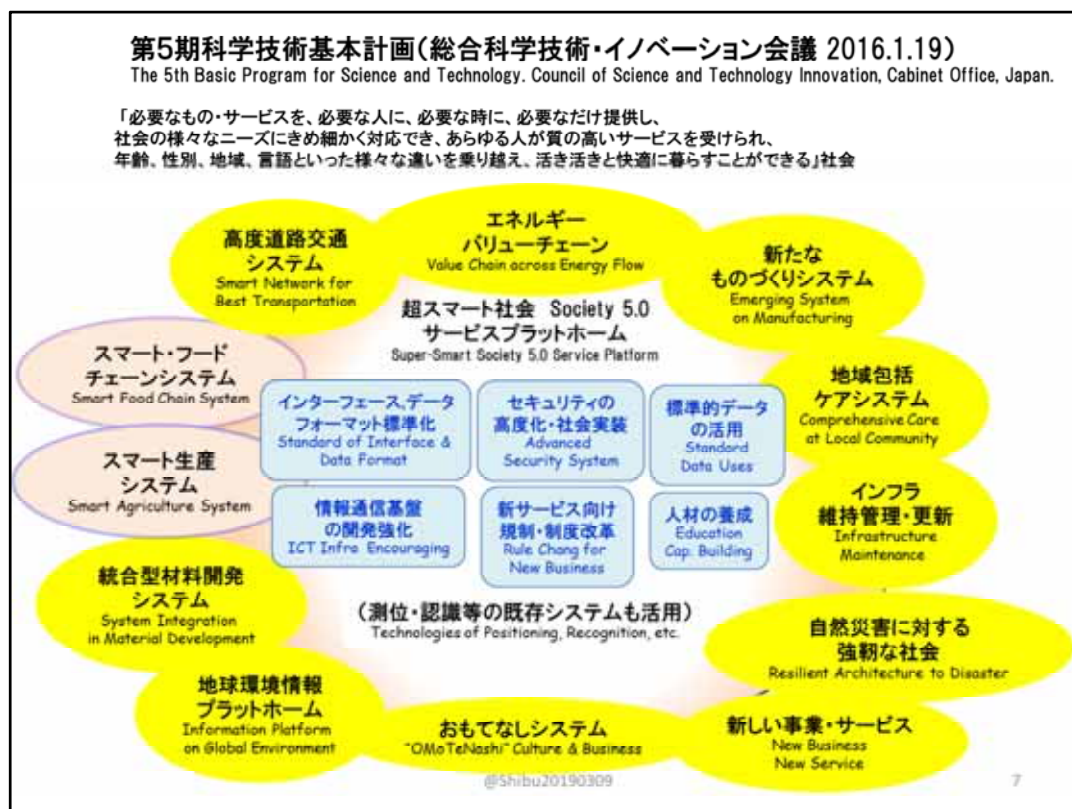 第5期科学技術基本計画(総合科学技術・イノベーション会議 2016.1.19)
The 5th Basic Program for Science and Technology. Council of Science and Technology Innovation, Cabinet Office, Japan.
「必要なもの・サービスを、必要な人に、必要な時に、必要なだけ提供し、
社会の様々なニーズにきめ細かく対応でき、あらゆる人が質の高いサービスを受けられ、
年齢、性別、地域、言語といった様々な違いを乗り越え、活き活きと快適に暮らすことができる」社会
エネルギー
バリューチェーン
Value Chain across Energy Flow
高度道路交通
システム
Smart Network for
Best Transportation
新たな
ものづくりシステム
Emerging System
on Manufacturing
超スマート社会 Society 5.0
サービスプラットホーム
Super-Smart Society 5.0 Service Platform
スマート・フード
チェーンシステム
Smart Food Chain System
地域包括
ケアシステム
Comprehensive Care
at Local Community
インターフェース、データ
フォーマット標準化
Standard of Interface &
Data Format
セキュリティの
高度化・社会実装
Advanced
Security System
標準的データ
の活用
Standard
Data Uses
スマート生産
システム
Smart Agriculture System
情報通信基盤
の開発強化
ICT Infra. Encouraging
新サービス向け
規制・制度改革
Rule Chang for
New Business
人材の養成
Education
Cap. Building
インフラ
維持管理・更新
Infrastructure
Maintenance
統合型材料開発
システム
System Integration
in Material Development
(測位・認識等の既存システムも活用)
Technologies of Positioning, Recognition, etc.
自然災害に対する
強靭な社会
Resilient Architecture to Disaster
地球環境情報
プラットホーム
Information Platform
on Global Environment
おもてなしシステム
"OMoTeNashi" Culture & Business
新しい事業・サービス
New Business
New Service
@Shibu20190309
7